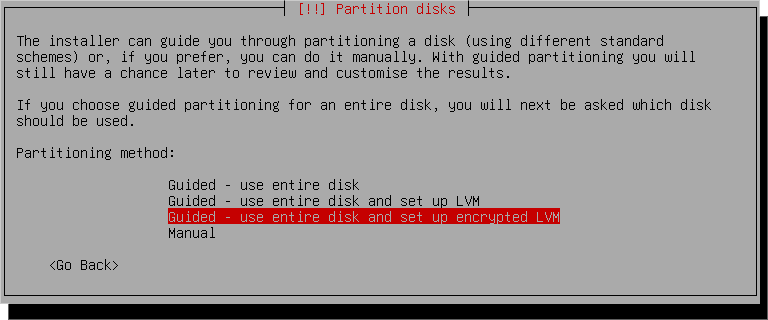 [!!] Partition disks
The installer can guide you through partitioning a disk (using different standard
schemes) or, if you prefer, you can do it manually. With guided partitioning you will
still have a chance later to review and customise the results.
If you choose guided partitioning for an entire disk, you will next be asked which disk
should be used.
Partitioning method:
Guided - use entire disk
Guided - use entire disk and set up LVM
Guided - use entire disk and set up encrypted LVM
Manual
<Go Back>